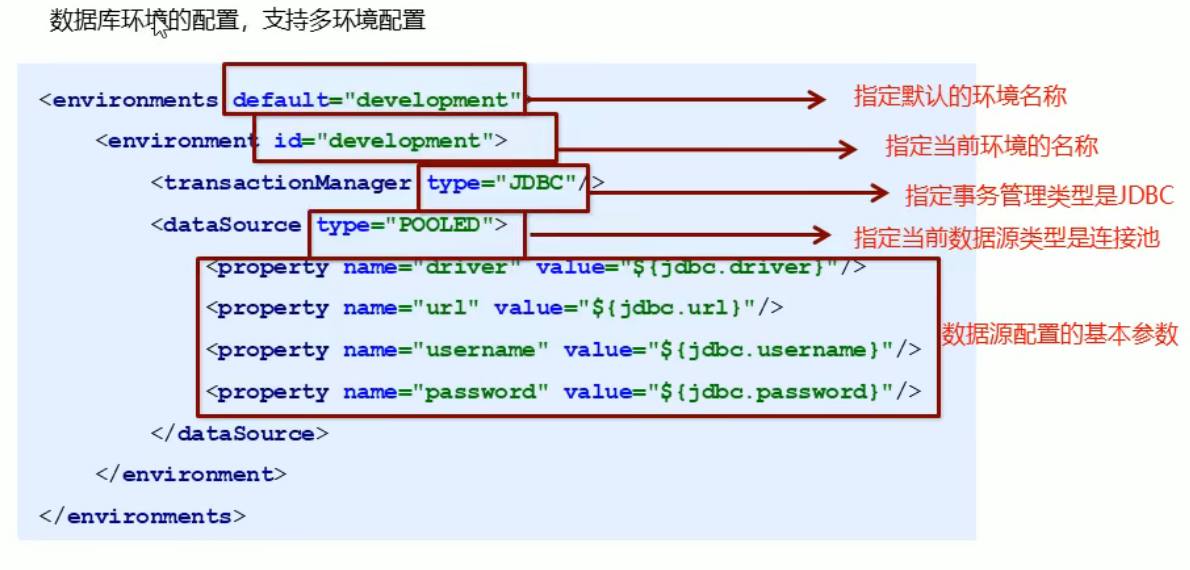 数据库环境的配置，支持多环境配置
<environments default="development"> 指定默认的环境名称
<environment id="development"> 指定当前环境的名称
<transactionManager type="JDBC"/> 指定事务管理类型是JDBC
<dataSource type="POOLED"> 指定当前数据源类型是连接池
<property name="driver" value="${jdbc.driver}"/>
<property name="url" value="${jdbc.url}"/>
数据源配置的基本参数
<property name="username" value="${jdbc.username}"/>
<property name="password" value="${jdbc.password}"/>
</dataSource>
</environment>
</environments>